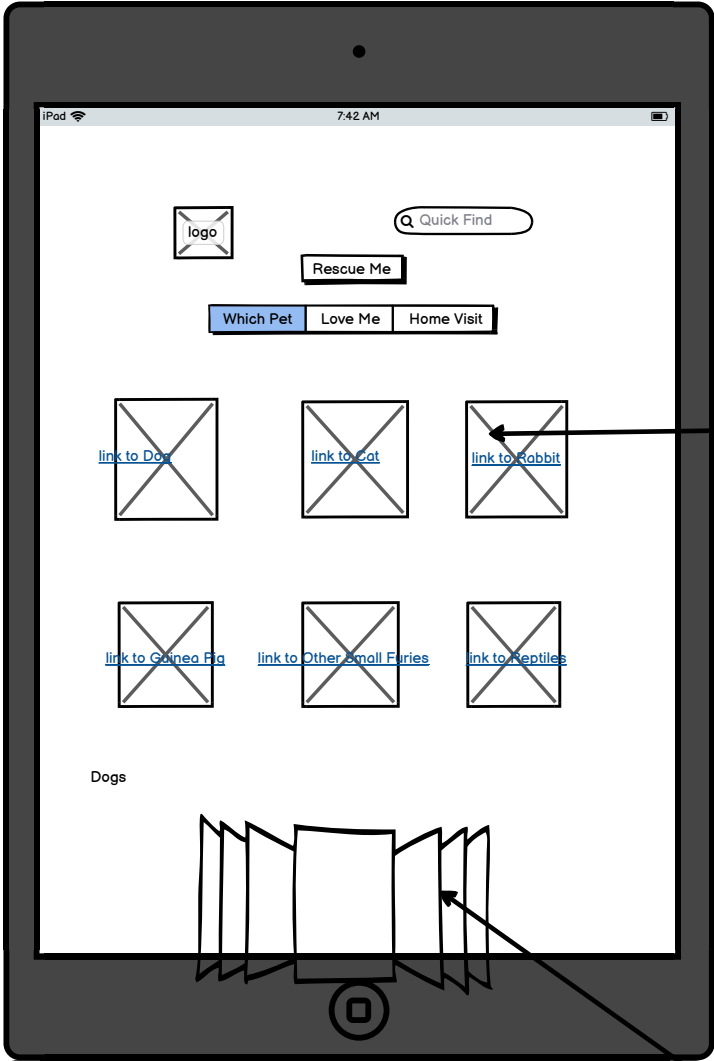 iPad 7:42 AM
logo
Quick Find
Rescue Me
Which Pet Love Me Home Visit
link to Dog link to Cat link to Rabbit
link to Guinea Pig link to Other Small Furies link to Reptiles
Dogs